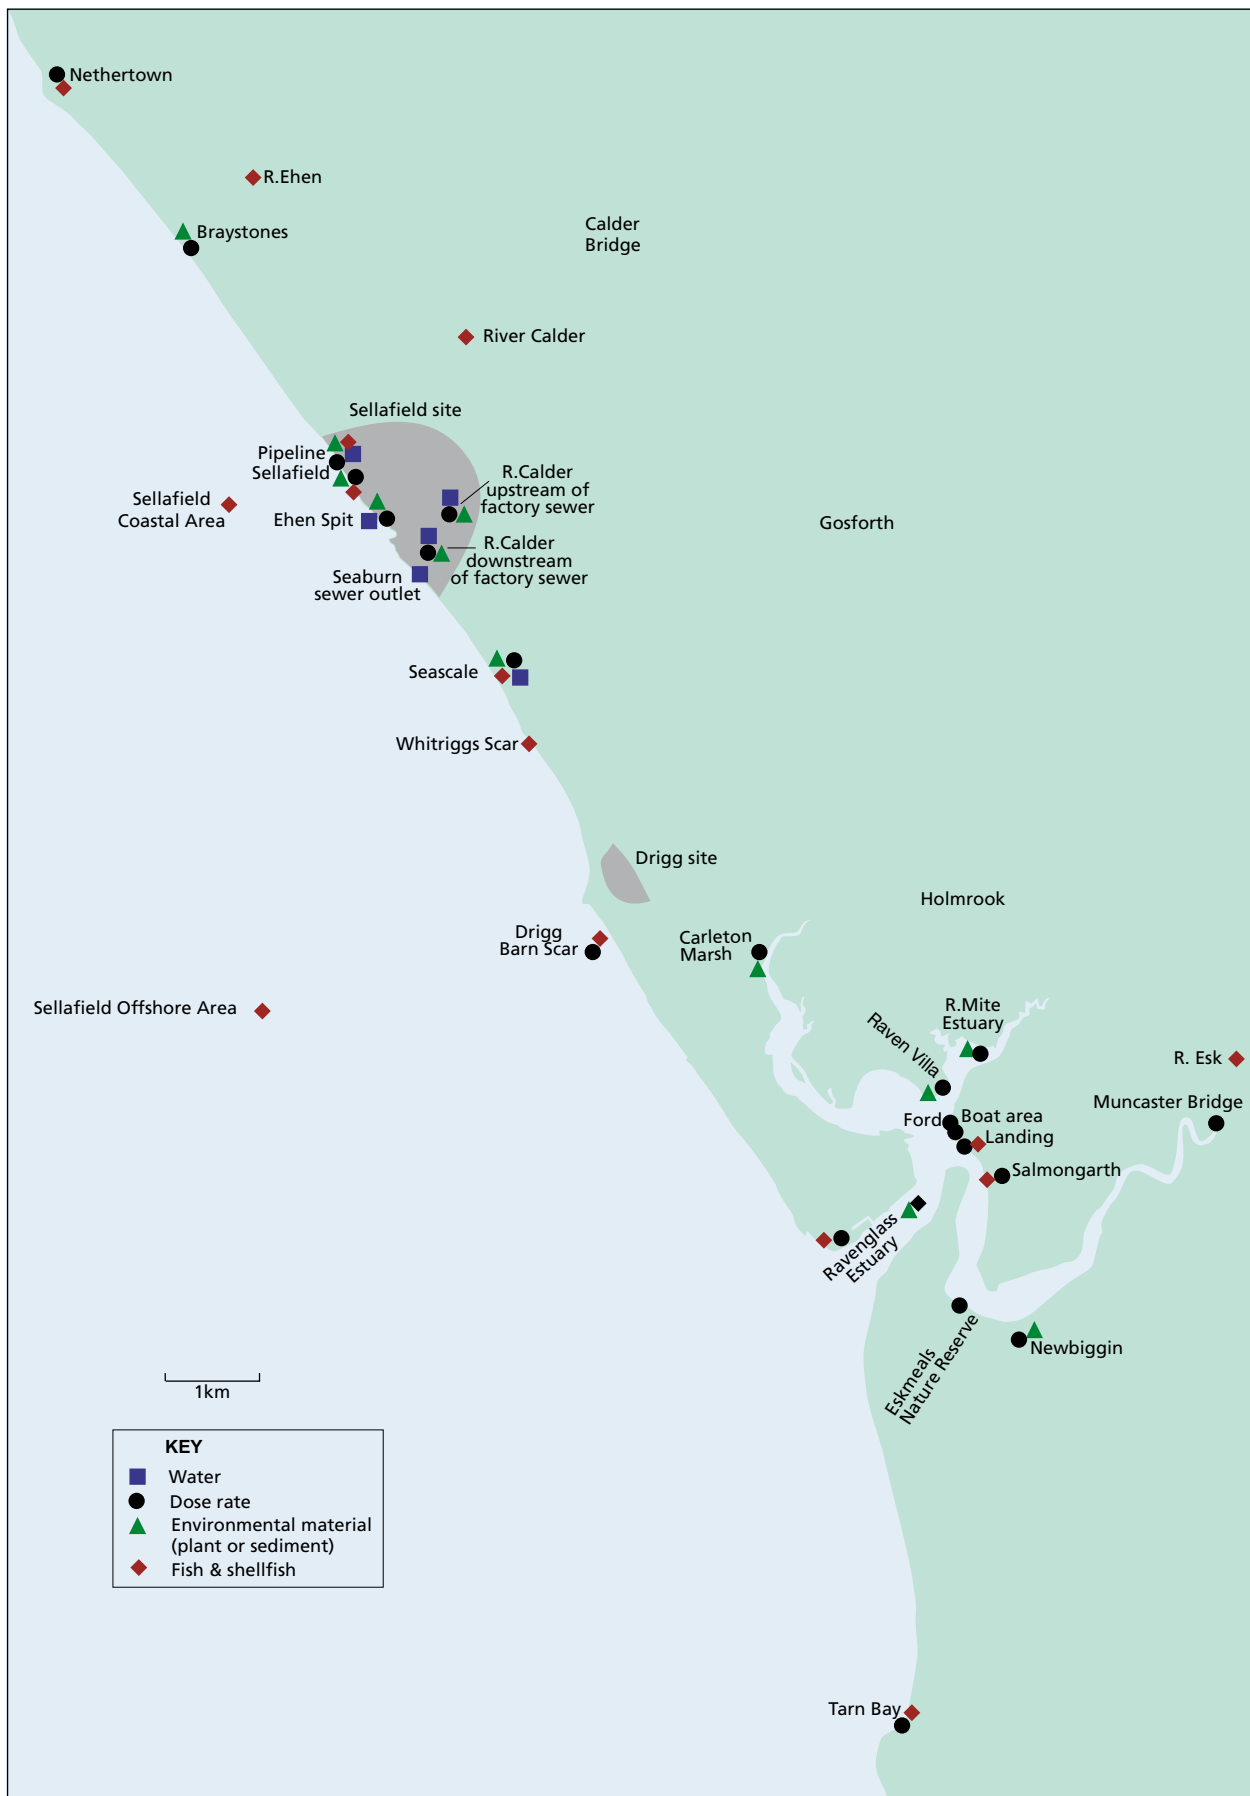 Nethertown
R.Ehen
Braystones
Calder
Bridge
River Calder
Sellafield site
Pipeline
Sellafield
R.Calder
upstream of
factory sewer
Sellafield
Coastal Area
Ehen Spit
Gosforth
R.Calder
downstream
of factory sewer
Seaburn
sewer outlet
Seascale
Whitriggs Scar
Drigg site
Holmrook
Drigg
Barn Scar
Carleton
Marsh
Sellafield Offshore Area
R.Mite
Estuary
Raven Villa
R. Esk
Muncaster Bridge
Ford
Boat area
Landing
Salmongarth
Ravenglass
Estuary
Eskmeals
Nature Reserve
Newbiggin
1km
KEY
Water
Dose rate
Environmental material
(plant or sediment)
Fish & shellfish
Tarn Bay